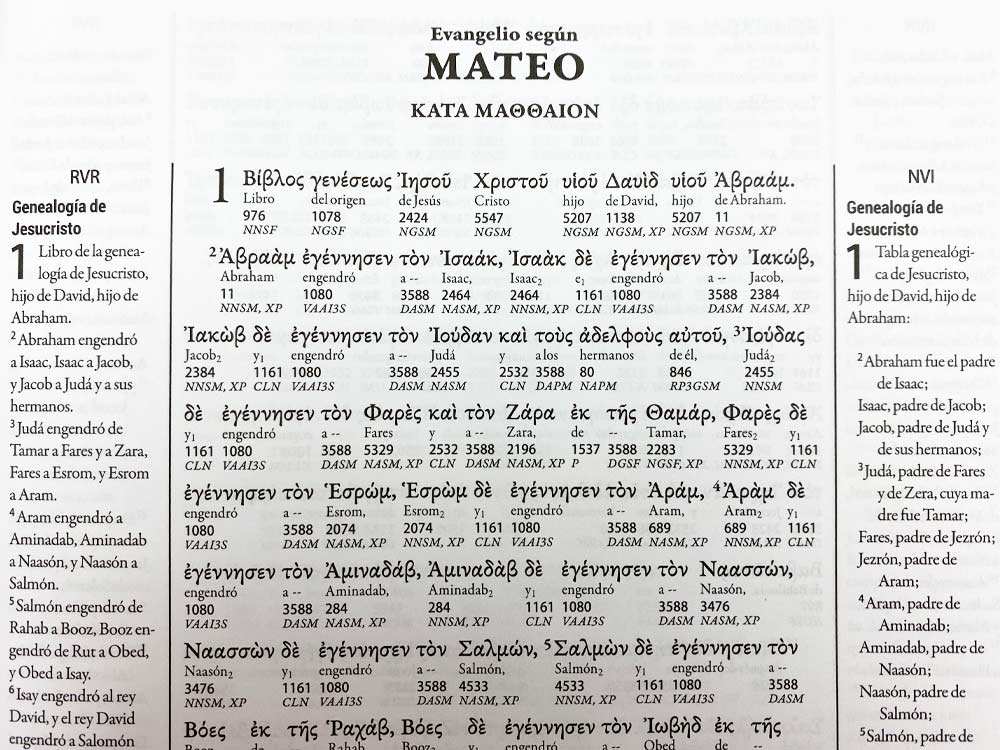 Evangelio según
MATEO
ΚΑΤΑ ΜΑΘΘΑΙΟΝ
RVR
Genealogía de
Jesucristo
1 Libro de la genea-
logía de Jesucristo,
hijo de David, hijo de
Abraham.
2 Abraham engendró
a Isaac, Isaac a Jacob,
y Jacob a Judá y a sus
hermanos.
3 Judá engendró de
Tamar a Fares y a Zara,
Fares a Esrom, y Esrom
a Aram.
4 Aram engendró a
Aminadab, Aminadab
a Naasón, y Naasón a
Salmón.
5 Salmón engendró de
Rahab a Booz, Booz en-
gendró de Rut a Obed,
y Obed a Isay.
6 Isay engendró al rey
David, y el rey David
engendró a Salomón
1 Βίβλος γενέσεως Ἰησοῦ Χριστοῦ υἱοῦ Δαυὶδ υἱοῦ Ἀβραάμ.
Libro del origen de Jesús Cristo hijo de David, hijo de Abraham.
976 1078 2424 5547 5207 1138 5207 11
NNSF NGSF NGSM NGSM NGSM NGSM, XP NGSM NGSM, XP
2 Ἀβραὰμ ἐγέννησεν τὸν Ἰσαάκ, Ἰσαὰκ δὲ ἐγέννησεν τὸν Ἰακώβ,
Abraham engendró a -- Isaac, Isaac2 e1 engendró a -- Jacob,
11 1080 3588 2464 2464 1161 1080 3588 2384
NNSM, XP VAAI3S DASM NASM, XP NNSM, XP CLN VAAI3S DASM NASM, XP
Ἰακὼβ δὲ ἐγέννησεν τὸν Ἰούδαν καὶ τοὺς ἀδελφοὺς αὐτοῦ, 3 Ἰούδας
Jacob2 y1 engendró a -- Judá y a los hermanos de él, Judá2
2384 1161 1080 3588 2455 2532 3588 80 846 2455
NNSM, XP CLN VAAI3S DASM NASM CLN DAPM NAPM RP3GSM NNSM
δὲ ἐγέννησεν τὸν Φαρὲς καὶ τὸν Ζάρα ἐκ τῆς Θαμάρ, Φαρὲς δὲ
y1 engendró a -- Fares y a -- Zara, de -- Tamar, Fares2 y1
1161 1080 3588 5329 2532 3588 2196 1537 3588 2283 5329 1161
CLN VAAI3S DASM NASM, XP CLN DASM NASM, XP P DGSF NGSF, XP NNSM, XP CLN
ἐγέννησεν τὸν Ἑσρώμ, Ἑσρὼμ δὲ ἐγέννησεν τὸν Ἀράμ, 4 Ἀρὰμ δὲ
engendró a -- Esrom, Esrom2 y1 engendró a -- Aram, Aram2 y1
1080 3588 2074 2074 1161 1080 3588 689 689 1161
VAAI3S DASM NASM, XP NNSM, XP CLN VAAI3S DASM NASM, XP NNSM, XP CLN
ἐγέννησεν τὸν Ἀμιναδάβ, Ἀμιναδὰβ δὲ ἐγέννησεν τὸν Ναασσών,
engendró a -- Aminadab, Aminadab2 y1 engendró a -- Naasón,
1080 3588 284 284 1161 1080 3588 3476
VAAI3S DASM NASM, XP NNSM, XP CLN VAAI3S DASM NASM, XP
Ναασσὼν δὲ ἐγέννησεν τὸν Σαλμών, 5 Σαλμὼν δὲ ἐγέννησεν τὸν
Naasón2 y1 engendró a -- Salmón, Salmón2 y1 engendró a --
3476 1161 1080 3588 4533 4533 1161 1080 3588
NNSM, XP CLN VAAI3S DASM NASM, XP NNSM, XP CLN VAAI3S DASM
Βόες ἐκ τῆς Ῥαχάβ, Βόες δὲ ἐγέννησεν τὸν Ἰωβὴδ ἐκ τῆς
Booz de -- Rahab, Booz2 y1 engendró a -- Obed de --
NVI
Genealogía de
Jesucristo
1 Tabla genealógi-
ca de Jesucristo,
hijo de David, hijo de
Abraham:
2 Abraham fue el padre
de Isaac;
Isaac, padre de Jacob;
Jacob, padre de Judá y
de sus hermanos;
3 Judá, padre de Fares
y de Zera, cuya ma-
dre fue Tamar;
Fares, padre de Jezrón;
Jezrón, padre de
Aram;
4 Aram, padre de
Aminadab;
Aminadab, padre de
Naasón;
Naasón, padre de
Salmón;
5 Salmón, padre de